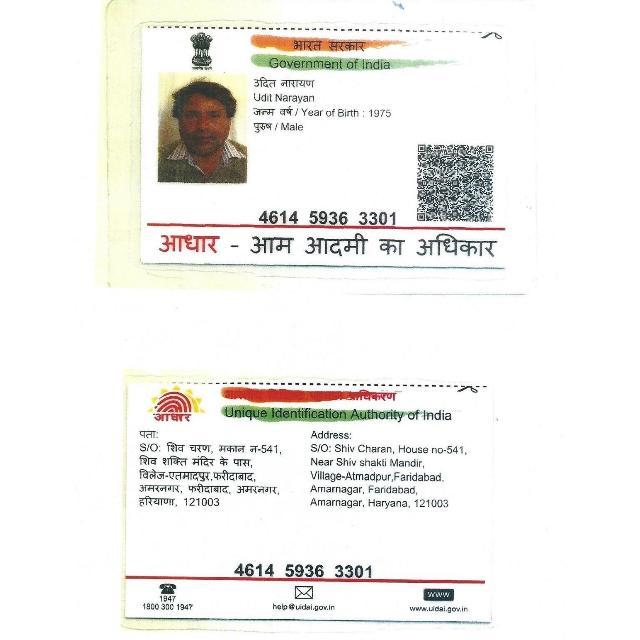 भारत सरकार
Government of India
उदित नारायण
Udit Narayan
जन्म वर्ष / Year of Birth : 1975
पुरुष / Male
4614 5936 3301
आधार - आम आदमी का अधिकार
प्राधिकरण
Unique Identification Authority of India
आधार
पता:
S/O: शिव चरण, मकान न-541,
शिव शक्ति मंदिर के पास,
विलेज-एतमादपुर,फरीदाबाद,
अमरनगर, फरीदाबाद, अमरनगर,
हरियाणा, 121003
Address:
S/O: Shiv Charan, House no-541,
Near Shiv shakti Mandir,
Village-Atmadpur,Faridabad,
Amarnagar, Faridabad,
Amarnagar, Haryana, 121003
4614 5936 3301
1947
1800 300 1947
help@uidai.gov.in
WWW
www.uidai.gov.in